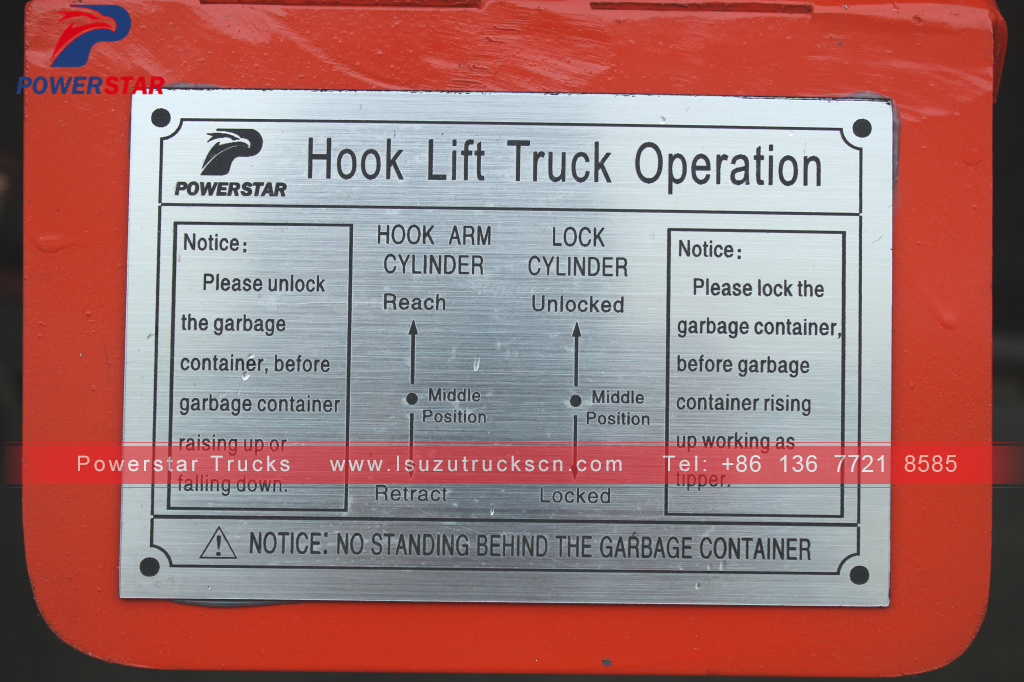 POWERSTAR
POWERSTAR
Hook Lift Truck Operation
Notice:
Please unlock
the garbage
container, before
garbage container
raising up or
falling down.
HOOK ARM
CYLINDER
Reach
Middle
Position
Retract
LOCK
CYLINDER
Unlocked
Middle
Position
Locked
Notice:
Please lock the
garbage container,
before garbage
container rising
up working as
tipper.
Powerstar Trucks www.Isuzutruckscn.com Tel: +86 136 7721 8585
NOTICE: NO STANDING BEHIND THE GARBAGE CONTAINER